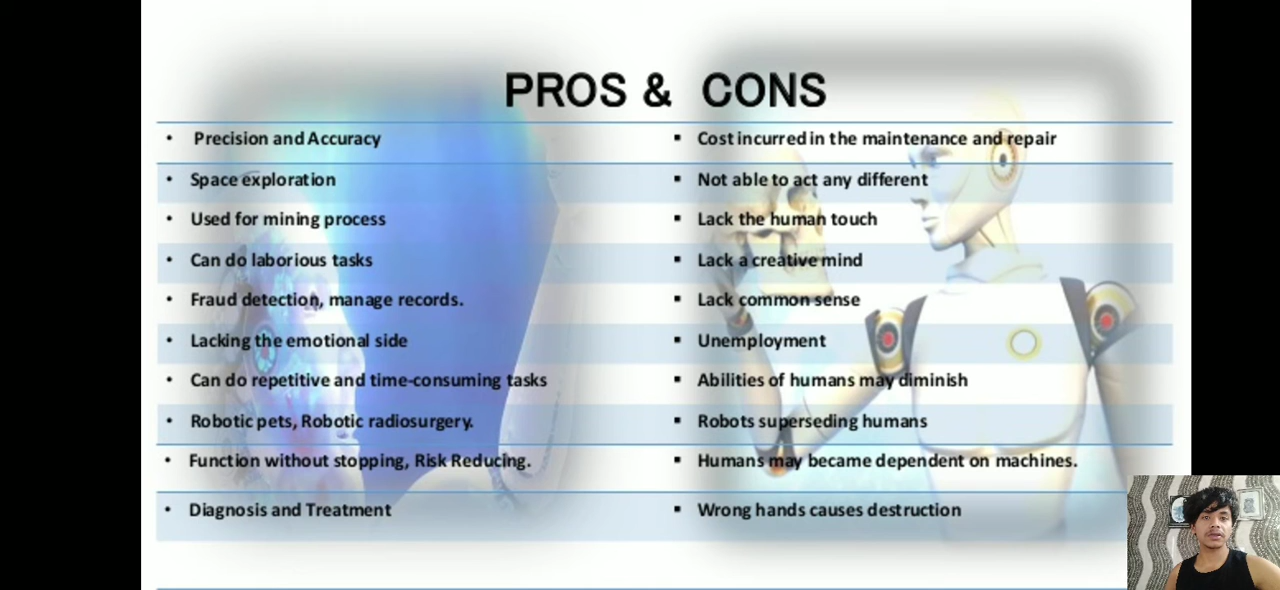 PROS & CONS
• Precision and Accuracy
▪ Cost incurred in the maintenance and repair
• Space exploration
▪ Not able to act any different
• Used for mining process
▪ Lack the human touch
• Can do laborious tasks
▪ Lack a creative mind
• Fraud detection, manage records.
▪ Lack common sense
• Lacking the emotional side
▪ Unemployment
• Can do repetitive and time-consuming tasks
▪ Abilities of humans may diminish
• Robotic pets, Robotic radiosurgery.
▪ Robots superseding humans
• Function without stopping, Risk Reducing.
▪ Humans may became dependent on machines.
• Diagnosis and Treatment
▪ Wrong hands causes destruction